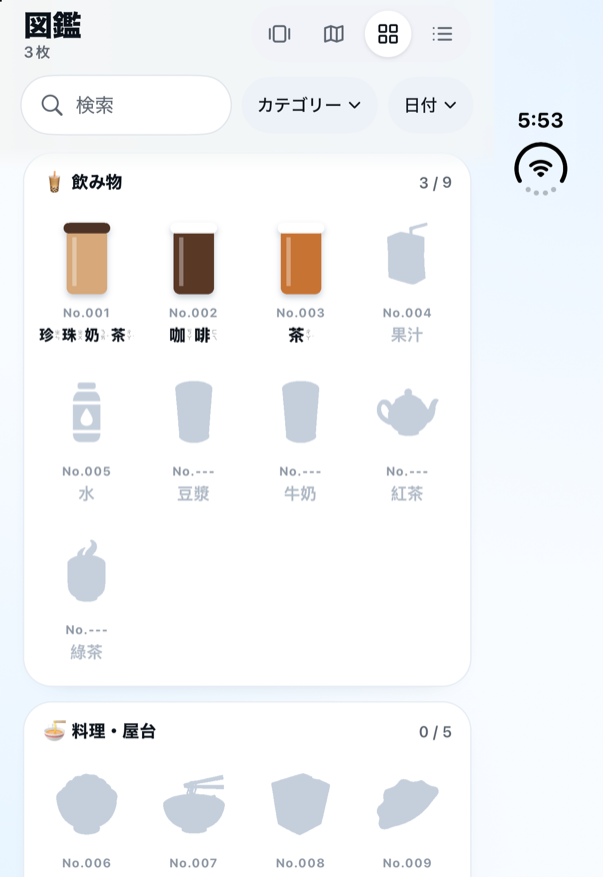 図鑑
3枚
検索
カテゴリー
日付
5:53
飲み物
3 / 9
No.001
珍珠奶茶
No.002
咖啡
No.003
茶
No.004
果汁
No.005
水
No.---
豆漿
No.---
牛奶
No.---
紅茶
No.---
綠茶
料理・屋台
0 / 5
No.006
No.007
No.008
No.009